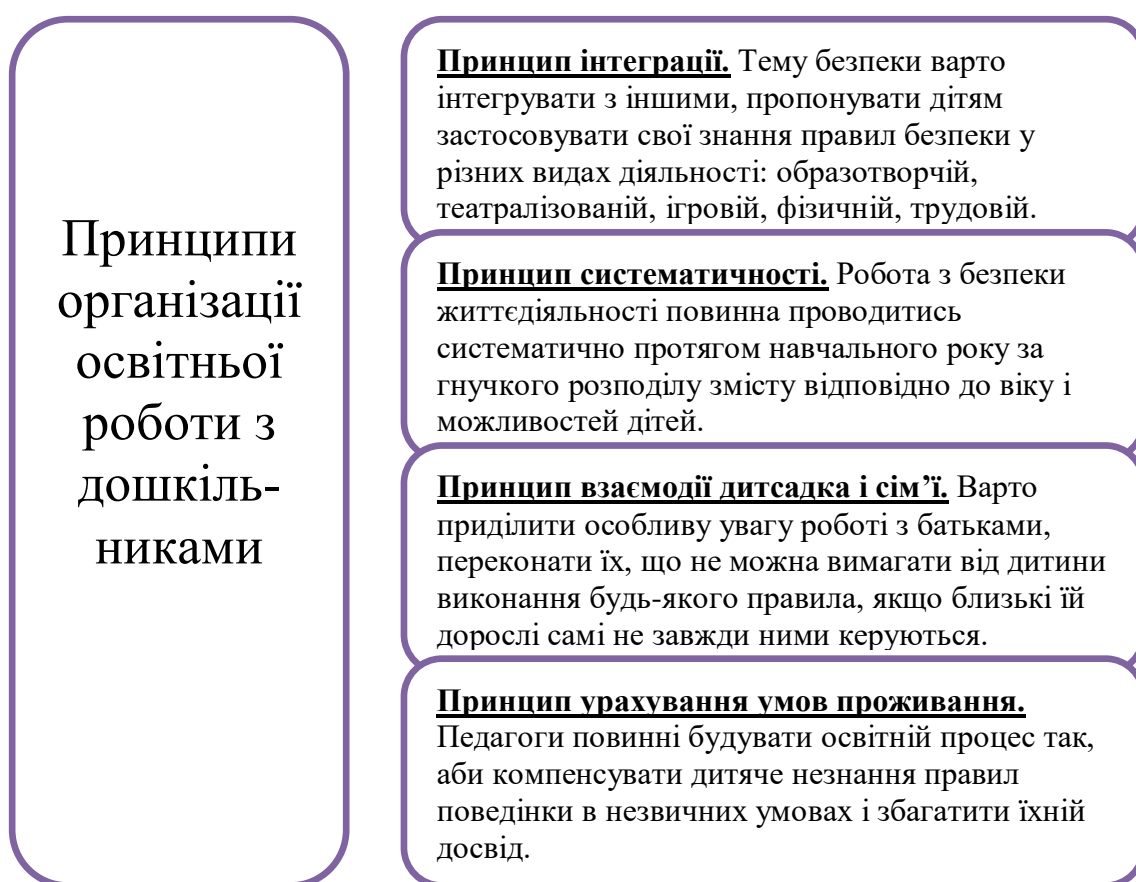 Принципи
організації
освітньої
роботи з
дошкіль-
никами
Принцип інтеграції. Тему безпеки варто
інтегрувати з іншими, пропонувати дітям
застосовувати свої знання правил безпеки у
різних видах діяльності: образотворчій,
театралізованій, ігровій, фізичній, трудовій.
Принцип систематичності. Робота з безпеки
життєдіяльності повинна проводитись
систематично протягом навчального року за
гнучкого розподілу змісту відповідно до віку і
можливостей дітей.
Принцип взаємодії дитсадка і сім’ї. Варто
приділити особливу увагу роботі з батьками,
переконати їх, що не можна вимагати від дитини
виконання будь-якого правила, якщо близькі їй
дорослі самі не завжди ними керуються.
Принцип урахування умов проживання.
Педагоги повинні будувати освітній процес так,
аби компенсувати дитяче незнання правил
поведінки в незвичних умовах і збагатити їхній
досвід.